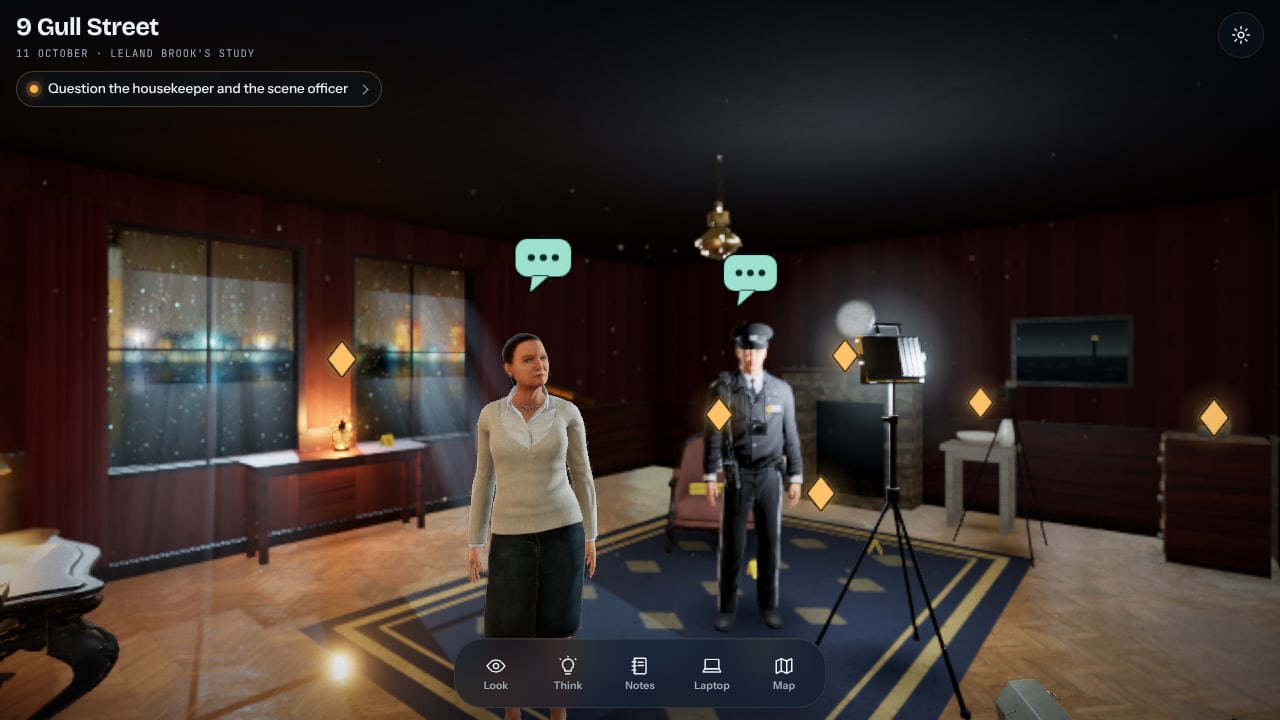 9 Gull Street
11 OCTOBER · LELAND BROOK'S STUDY
Question the housekeeper and the scene officer
Look
Think
Notes
Laptop
Map